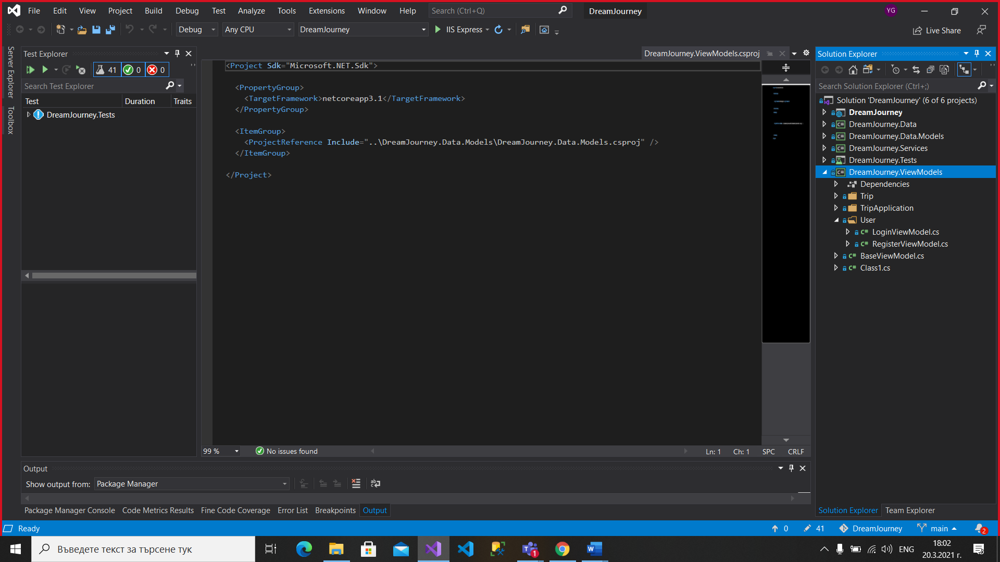 File Edit View Project Build Debug Test Analyze Tools Extensions Window Help Search (Ctrl+Q) DreamJourney YG
Debug Any CPU DreamJourney IIS Express Live Share
Server Explorer
Toolbox
Test Explorer
41 0 0
Search Test Explorer
Test Duration Traits
DreamJourney.Tests
DreamJourney.ViewModels.csproj
<Project Sdk="Microsoft.NET.Sdk">
<PropertyGroup>
<TargetFramework>netcoreapp3.1</TargetFramework>
</PropertyGroup>
<ItemGroup>
<ProjectReference Include="..\DreamJourney.Data.Models\DreamJourney.Data.Models.csproj" />
</ItemGroup>
</Project>
99 % No issues found Ln: 1 Ch: 1 SPC CRLF
Solution Explorer
Search Solution Explorer (Ctrl+;)
Solution 'DreamJourney' (6 of 6 projects)
DreamJourney
DreamJourney.Data
DreamJourney.Data.Models
DreamJourney.Services
DreamJourney.Tests
DreamJourney.ViewModels
Dependencies
Trip
TripApplication
User
C# LoginViewModel.cs
C# RegisterViewModel.cs
C# BaseViewModel.cs
C# Class1.cs
Output
Show output from: Package Manager
Package Manager Console Code Metrics Results Fine Code Coverage Error List Breakpoints Output
Solution Explorer Team Explorer
Ready 0 41 DreamJourney main 2
Въведете текст за търсене тук 1 ENG 18:02
20.3.2021 г.